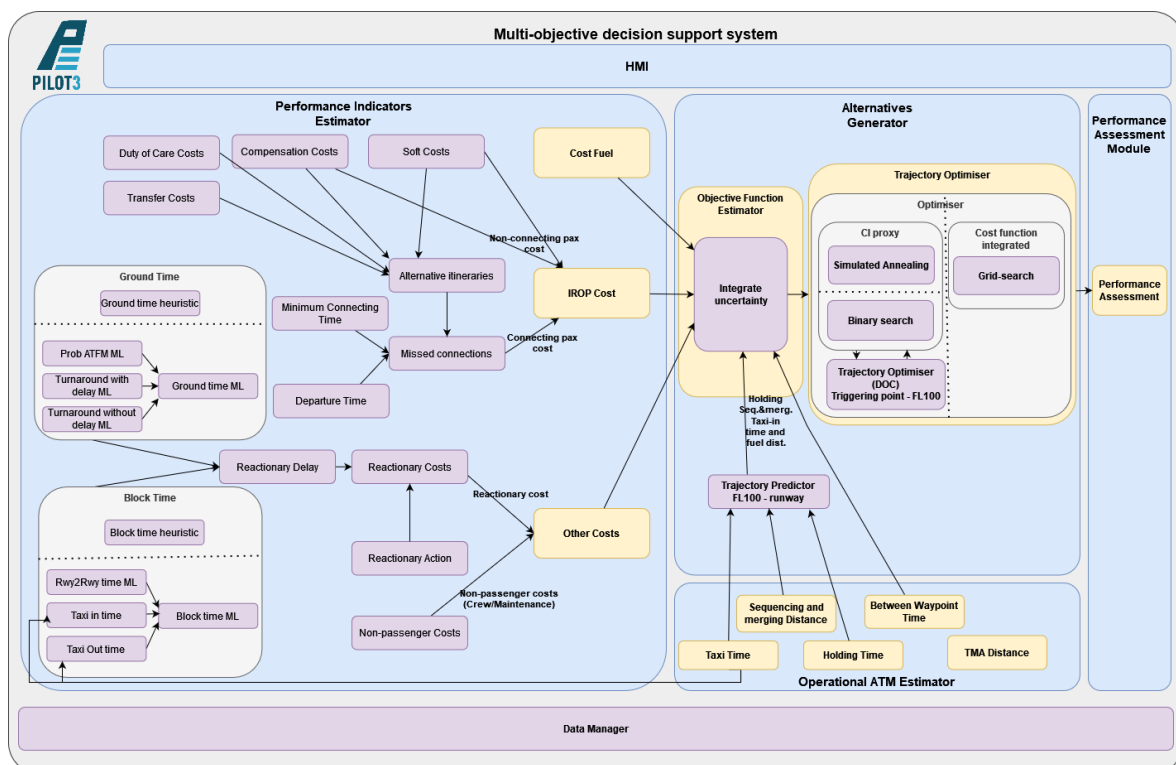 Multi-objective decision support system
PILOT3
HMI
Performance Indicators
Estimator
Duty of Care Costs
Compensation Costs
Soft Costs
Transfer Costs
Cost Fuel
Non-connecting pax
cost
Alternative itineraries
IROP Cost
Minimum Connecting
Time
Missed connections
Connecting pax
cost
Departure Time
Ground Time
Ground time heuristic
Prob ATFM ML
Turnaround with
delay ML
Turnaround without
delay ML
Ground time ML
Reactionary Delay
Reactionary Costs
Reactionary cost
Reactionary Action
Other Costs
Non-passenger costs
(Crew/Maintenance)
Non-passenger Costs
Block Time
Block time heuristic
Rwy2Rwy time ML
Taxi in time
Taxi Out time
Block time ML
Alternatives
Generator
Objective Function
Estimator
Integrate
uncertainty
Trajectory Optimiser
Optimiser
CI proxy
Simulated Annealing
Binary search
Trajectory Optimiser
(DOC)
Triggering point - FL100
Cost function
integrated
Grid-search
Holding
Seq.&merg.
Taxi-in
time and
fuel dist.
Trajectory Predictor
FL100 - runway
Sequencing and
merging Distance
Between Waypoint
Time
Taxi Time
Holding Time
TMA Distance
Operational ATM Estimator
Performance
Assessment
Module
Performance
Assessment
Data Manager